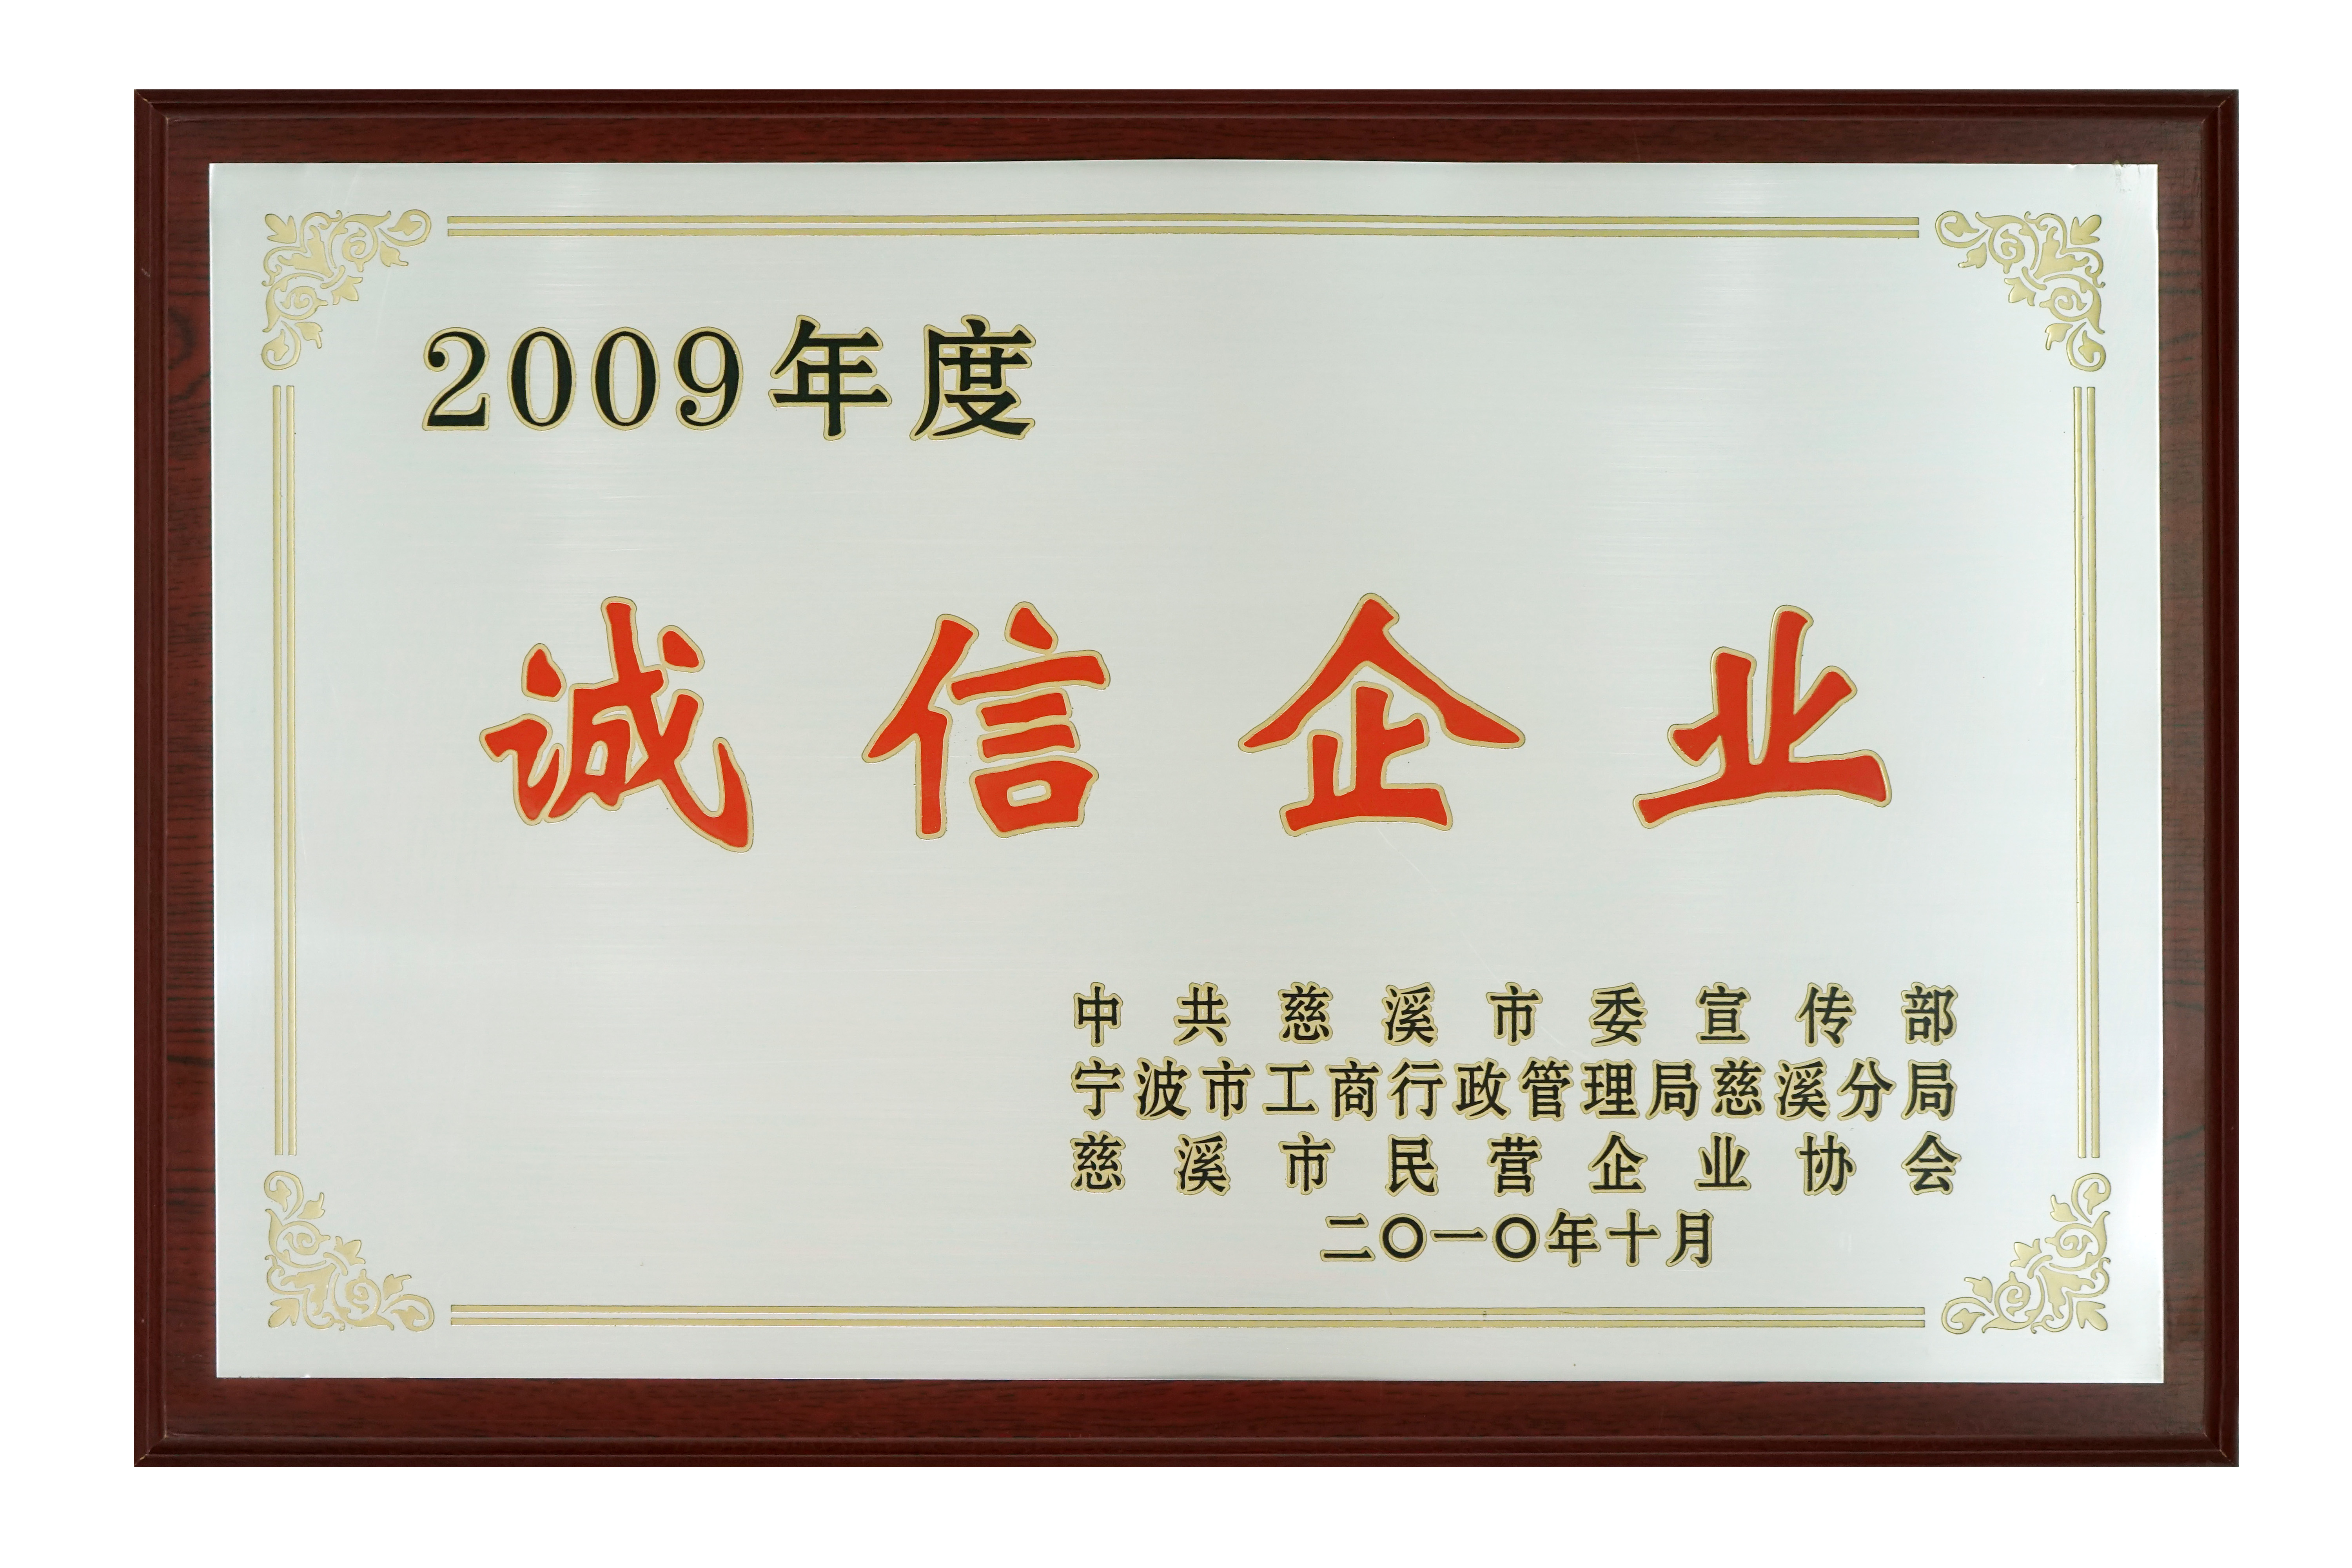 2009年度
诚信企业
中共慈溪市委宣传部
宁波市工商行政管理局慈溪分局
慈溪市民营企业协会
二〇一〇年十月